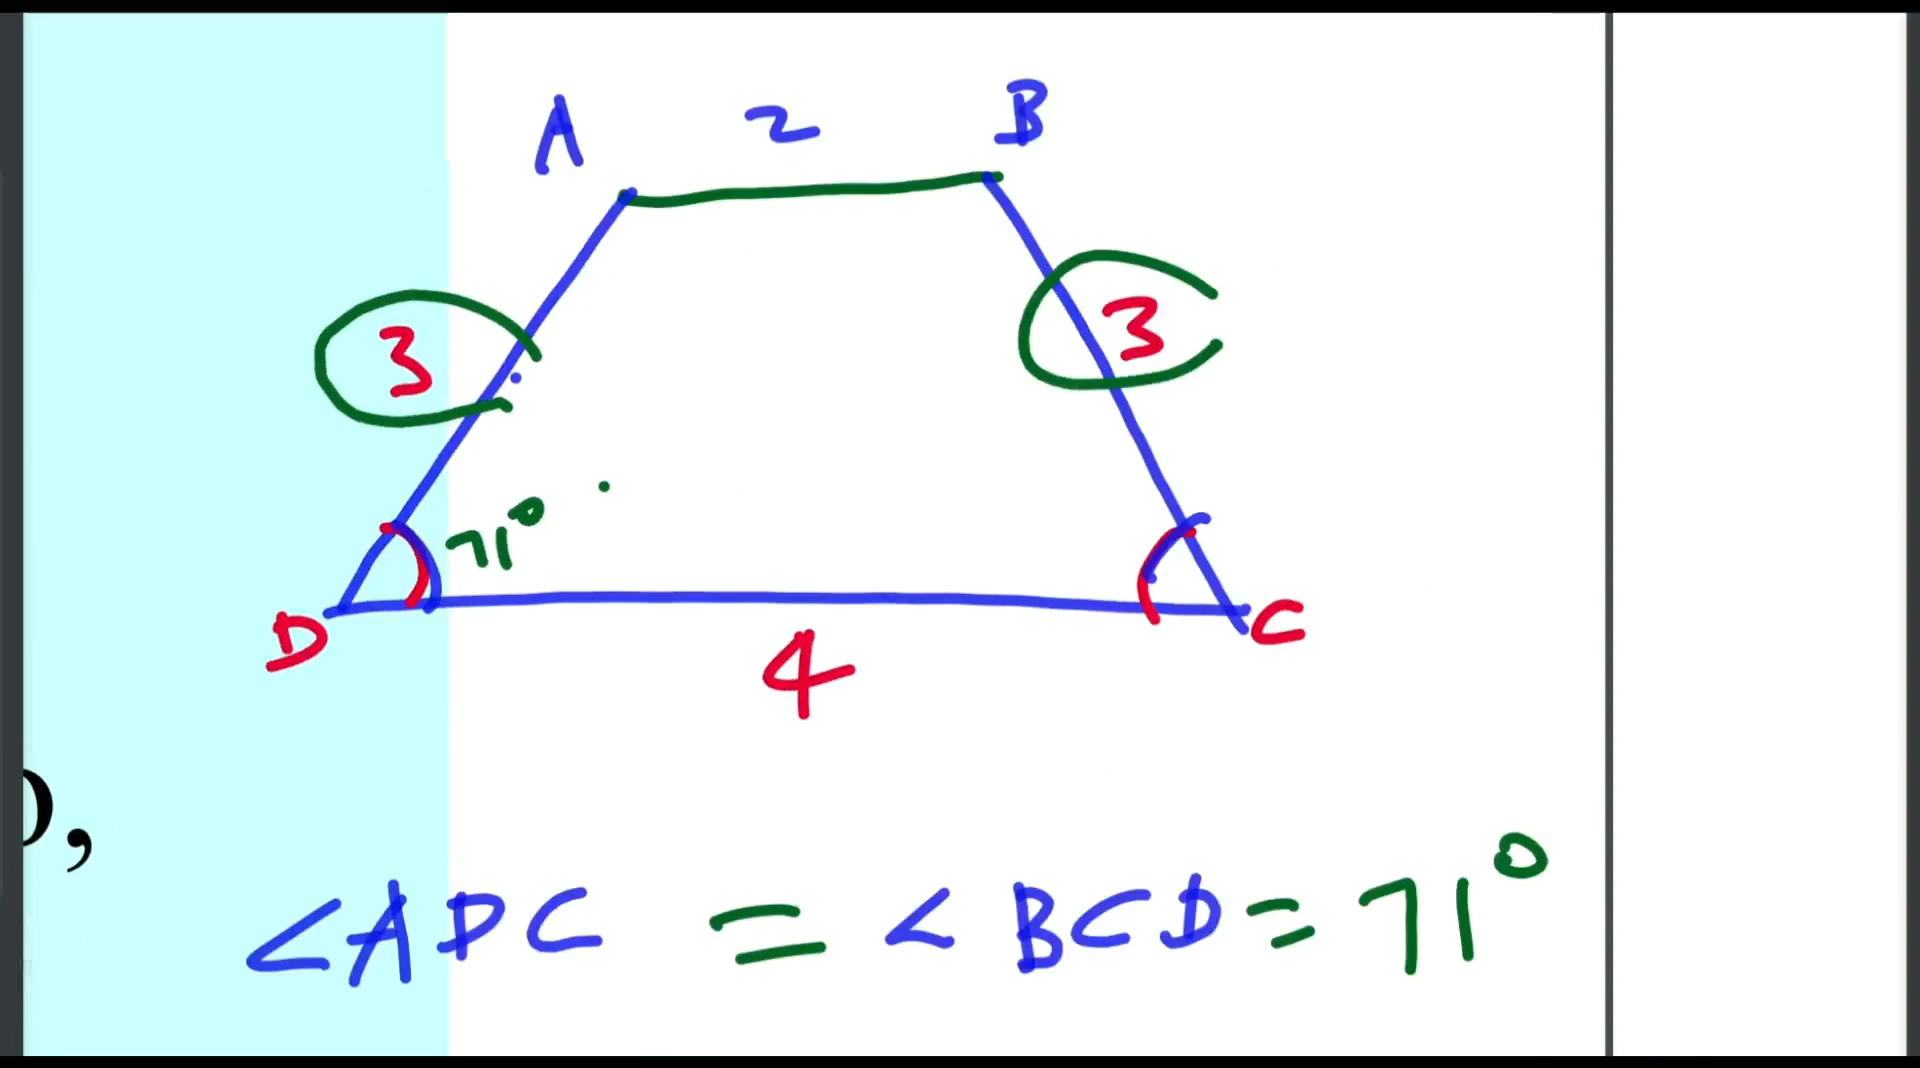 A 2 B
3 3
71°
D 4 C
),
<ADC = <BCD = 71°